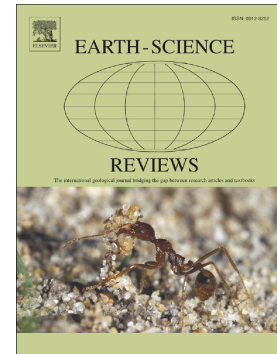 ISSN: 0012-8252
ELSEVIER
EARTH-SCIENCE
REVIEWS
The international geological journal bridging the gap between research articles and textbooks